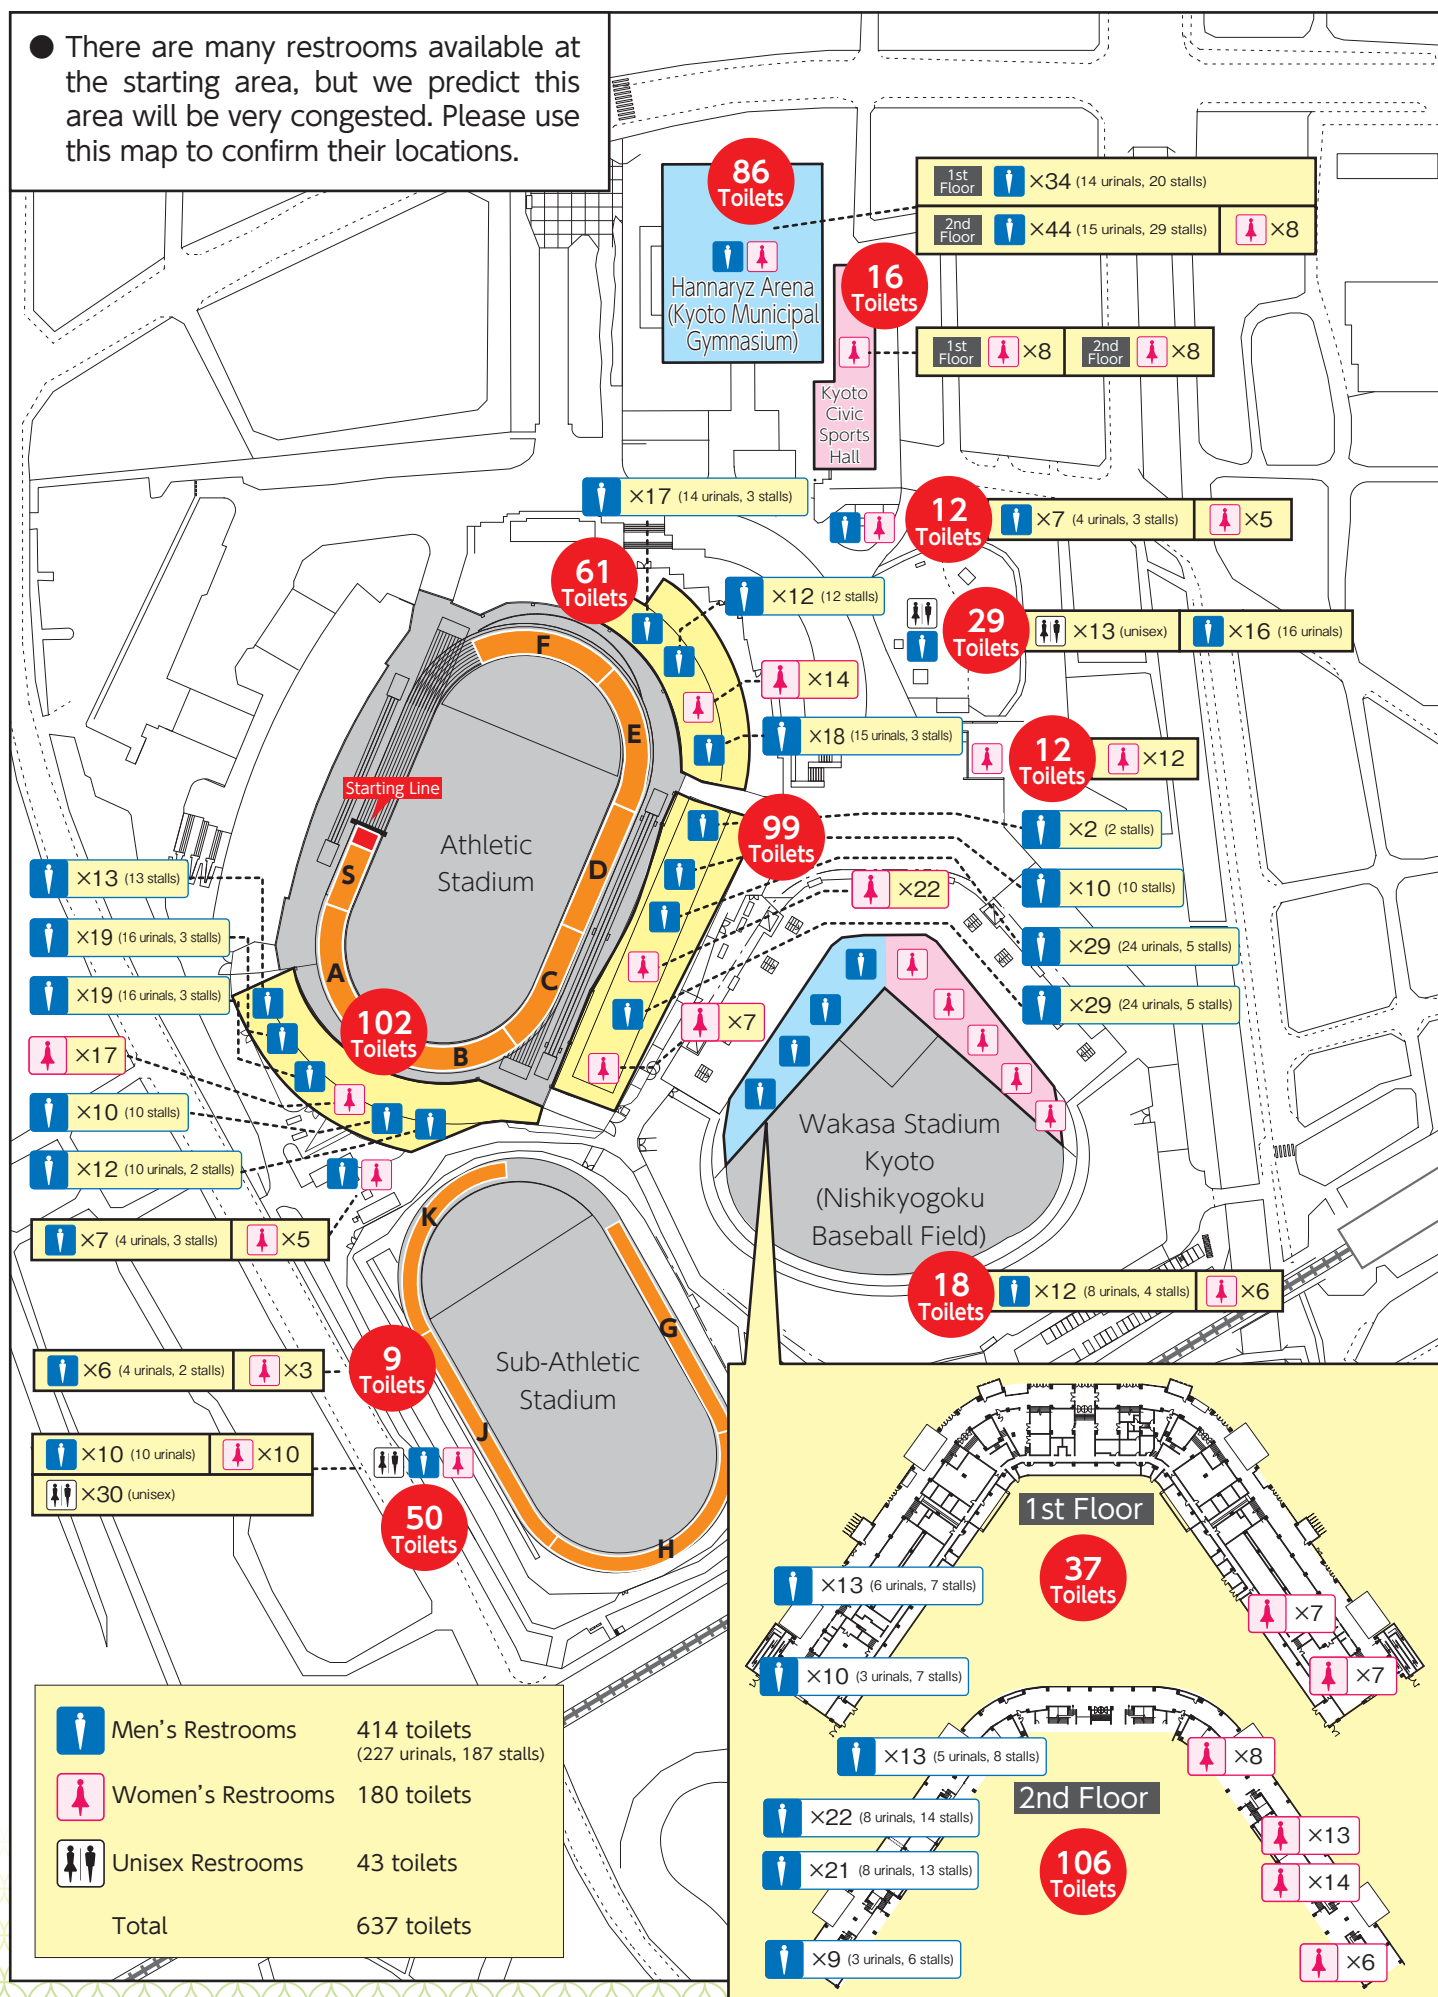 ● There are many restrooms available at
the starting area, but we predict this
area will be very congested. Please use
this map to confirm their locations.
86
Toilets
1st
Floor
×34 (14 urinals, 20 stalls)
2nd
Floor
×44 (15 urinals, 29 stalls)
×8
Hannaryz Arena
(Kyoto Municipal
Gymnasium)
16
Toilets
1st
Floor
×8
2nd
Floor
×8
Kyoto
Civic
Sports
Hall
×17 (14 urinals, 3 stalls)
12
Toilets
×7 (4 urinals, 3 stalls)
×5
61
Toilets
×12 (12 stalls)
29
Toilets
×13 (unisex)
×16 (16 urinals)
×14
×18 (15 urinals, 3 stalls)
12
Toilets
×12
F
E
D
C
B
A
S
Starting Line
Athletic
Stadium
99
Toilets
×2 (2 stalls)
×10 (10 stalls)
×22
×29 (24 urinals, 5 stalls)
×29 (24 urinals, 5 stalls)
×7
×13 (13 stalls)
×19 (16 urinals, 3 stalls)
×19 (16 urinals, 3 stalls)
102
Toilets
×17
×10 (10 stalls)
×12 (10 urinals, 2 stalls)
×7 (4 urinals, 3 stalls)
×5
Wakasa Stadium
Kyoto
(Nishikyogoku
Baseball Field)
18
Toilets
×12 (8 urinals, 4 stalls)
×6
K
G
J
H
Sub-Athletic
Stadium
×6 (4 urinals, 2 stalls)
×3
9
Toilets
×10 (10 urinals)
×10
×30 (unisex)
50
Toilets
1st Floor
37
Toilets
×13 (6 urinals, 7 stalls)
×7
×10 (3 urinals, 7 stalls)
×7
×13 (5 urinals, 8 stalls)
×8
2nd Floor
×22 (8 urinals, 14 stalls)
×13
×21 (8 urinals, 13 stalls)
106
Toilets
×14
×9 (3 urinals, 6 stalls)
×6
Men's Restrooms 414 toilets
(227 urinals, 187 stalls)
Women's Restrooms 180 toilets
Unisex Restrooms 43 toilets
Total 637 toilets